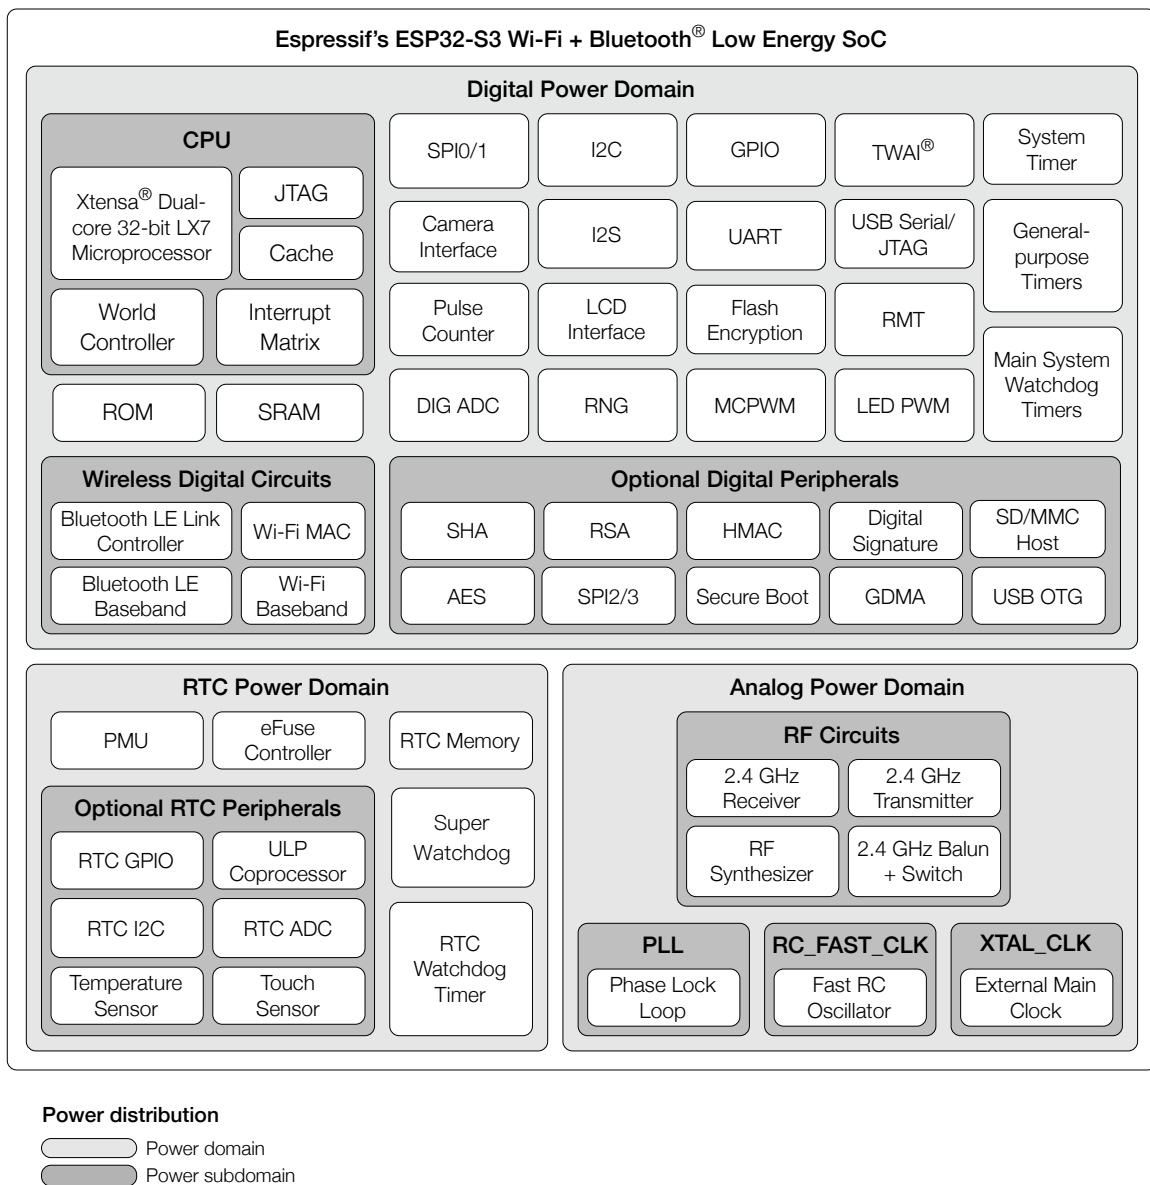 Espressif's ESP32-S3 Wi-Fi + Bluetooth® Low Energy SoC
Digital Power Domain
CPU
Xtensa® Dual-
core 32-bit LX7
Microprocessor
JTAG
Cache
World
Controller
Interrupt
Matrix
ROM
SRAM
SPI0/1
I2C
GPIO
TWAI®
System
Timer
Camera
Interface
I2S
UART
USB Serial/
JTAG
General-
purpose
Timers
Pulse
Counter
LCD
Interface
Flash
Encryption
RMT
Main System
Watchdog
Timers
DIG ADC
RNG
MCPWM
LED PWM
Wireless Digital Circuits
Bluetooth LE Link
Controller
Wi-Fi MAC
Bluetooth LE
Baseband
Wi-Fi
Baseband
Optional Digital Peripherals
SHA
RSA
HMAC
Digital
Signature
SD/MMC
Host
AES
SPI2/3
Secure Boot
GDMA
USB OTG
RTC Power Domain
PMU
eFuse
Controller
RTC Memory
Optional RTC Peripherals
RTC GPIO
ULP
Coprocessor
RTC I2C
RTC ADC
Temperature
Sensor
Touch
Sensor
Super
Watchdog
RTC
Watchdog
Timer
Analog Power Domain
RF Circuits
2.4 GHz
Receiver
2.4 GHz
Transmitter
RF
Synthesizer
2.4 GHz Balun
+ Switch
PLL
Phase Lock
Loop
RC_FAST_CLK
Fast RC
Oscillator
XTAL_CLK
External Main
Clock
Power distribution
Power domain
Power subdomain